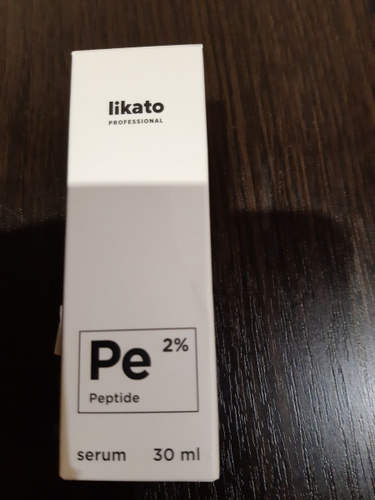 likato
PROFESSIONAL
Pe 2%
Peptide
serum 30 ml